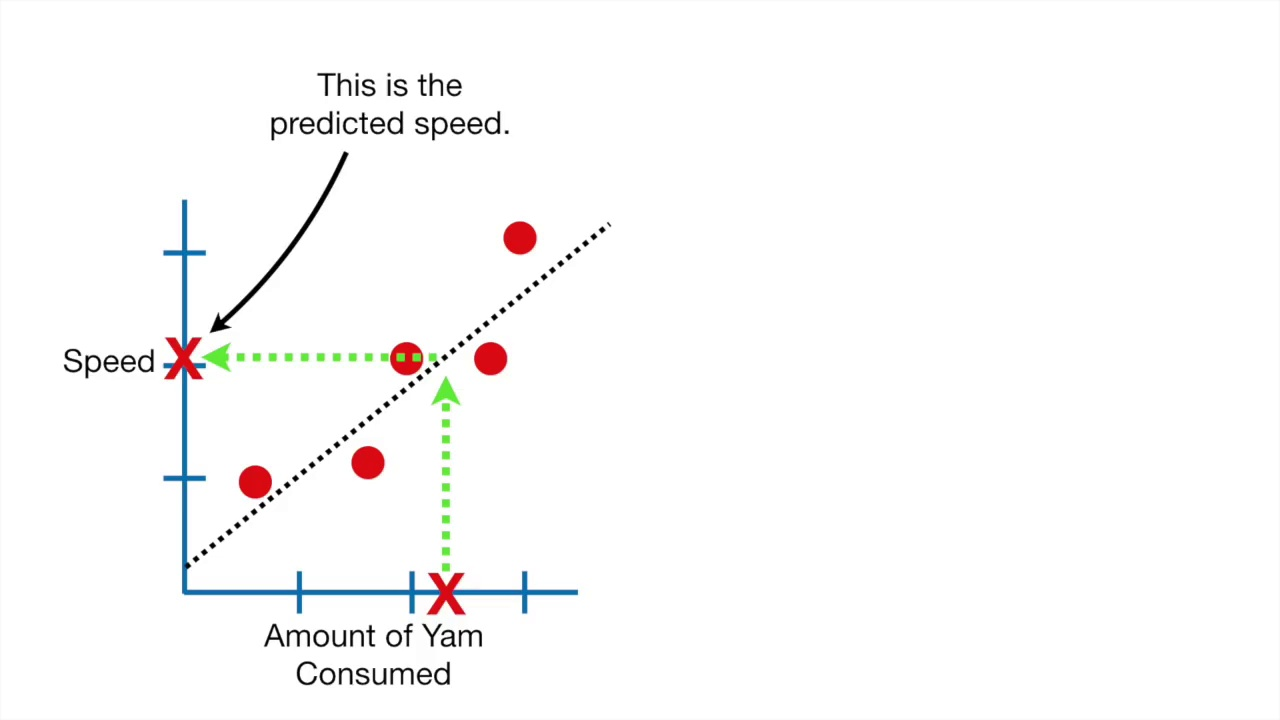 This is the
predicted speed.
Speed
X
X
Amount of Yam
Consumed